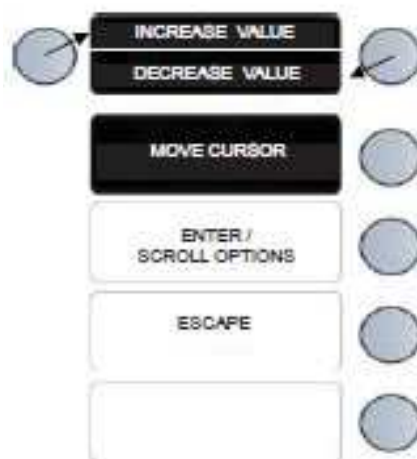 INCREASE VALUE
DECREASE VALUE
MOVE CURSOR
ENTER /
SCROLL OPTIONS
ESCAPE